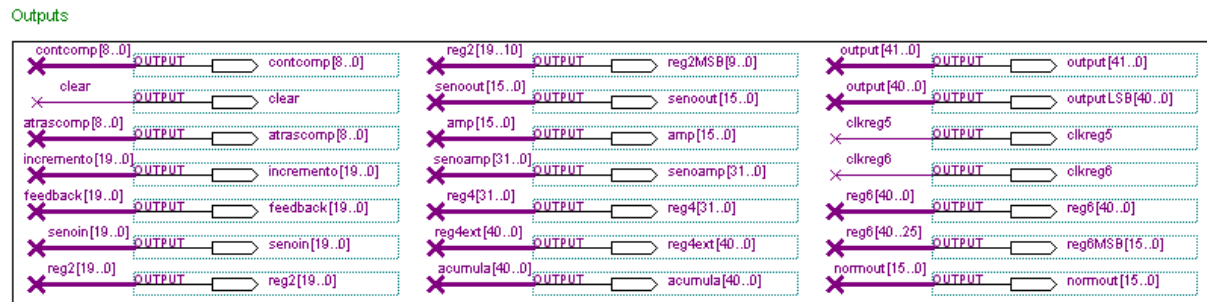 Outputs
contcomp[8..0] OUTPUT contcomp[8..0]
clear OUTPUT clear
atrascomp[8..0] OUTPUT atrascomp[8..0]
incremento[19..0] OUTPUT incremento[19..0]
feedback[19..0] OUTPUT feedback[19..0]
senoin[19..0] OUTPUT senoin[19..0]
reg2[19..0] OUTPUT reg2[19..0]
reg2[19..10] OUTPUT reg2MSB[9..0]
senoout[15..0] OUTPUT senoout[15..0]
amp[15..0] OUTPUT amp[15..0]
senoamp[31..0] OUTPUT senoamp[31..0]
reg4[31..0] OUTPUT reg4[31..0]
reg4ext[40..0] OUTPUT reg4ext[40..0]
acumula[40..0] OUTPUT acumula[40..0]
output[41..0] OUTPUT output[41..0]
output[40..0] OUTPUT outputLSB[40..0]
clkreg5 OUTPUT clkreg5
clkreg6 OUTPUT clkreg6
reg6[40..0] OUTPUT reg6[40..0]
reg6[40..25] OUTPUT reg6MSB[15..0]
normout[15..0] OUTPUT normout[15..0]